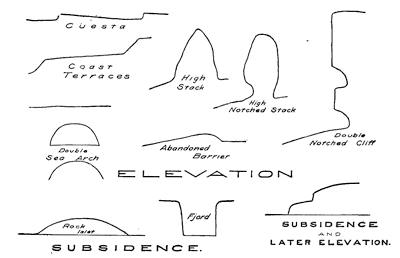 CUESTA
COAST
TERRACES
HIGH
STACK
HIGH
NOTCHED STACK
DOUBLE
NOTCHED CLIFF
DOUBLE
SEA ARCH
ABANDONED
BARRIER
ELEVATION
ROCK
ISLET
FJORD
SUBSIDENCE.
SUBSIDENCE
AND
LATER ELEVATION.